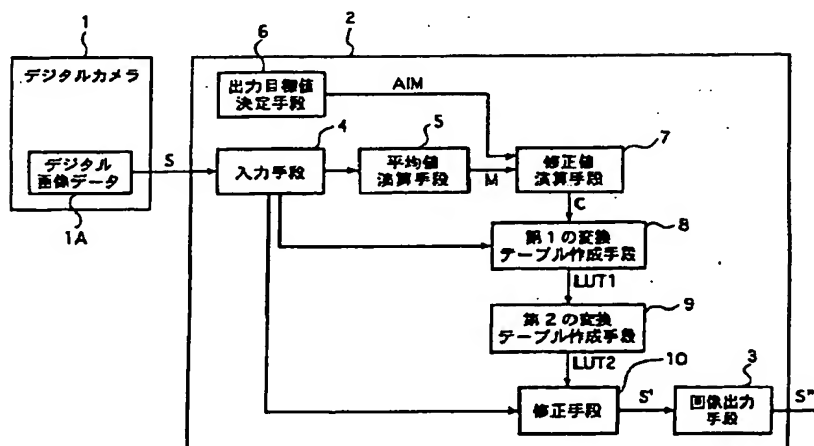 1
デジタルカメラ
デジタル
画像データ
1A
S
2
6
出力目標値
決定手段
AIM
4
入力手段
5
平均値
演算手段
M
7
修正値
演算手段
C
8
第1の変換
テーブル作成手段
LUT1
9
第2の変換
テーブル作成手段
LUT2
10
修正手段
S'
3
画像出力
手段
S"